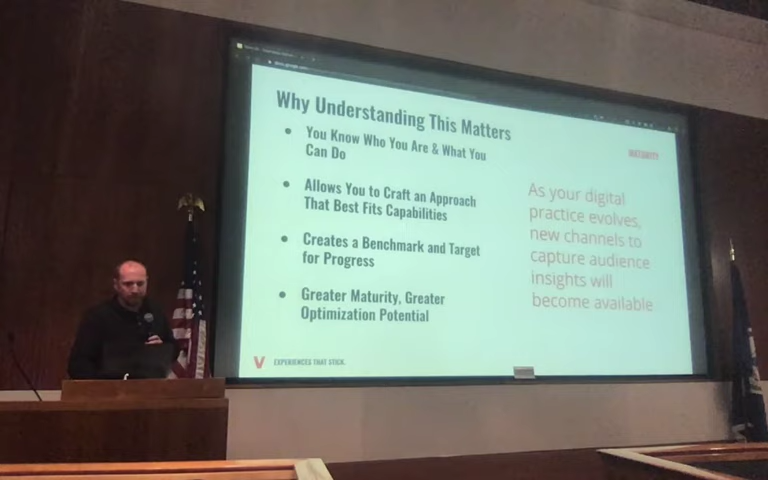 Why Understanding This Matters
• You Know Who You Are & What You
Can Do
• Allows You to Craft an Approach
That Best Fits Capabilities
• Creates a Benchmark and Target
for Progress
• Greater Maturity, Greater
Optimization Potential
MATURITY
As your digital
practice evolves,
new channels to
capture audience
insights will
become available
V EXPERIENCES THAT STICK.